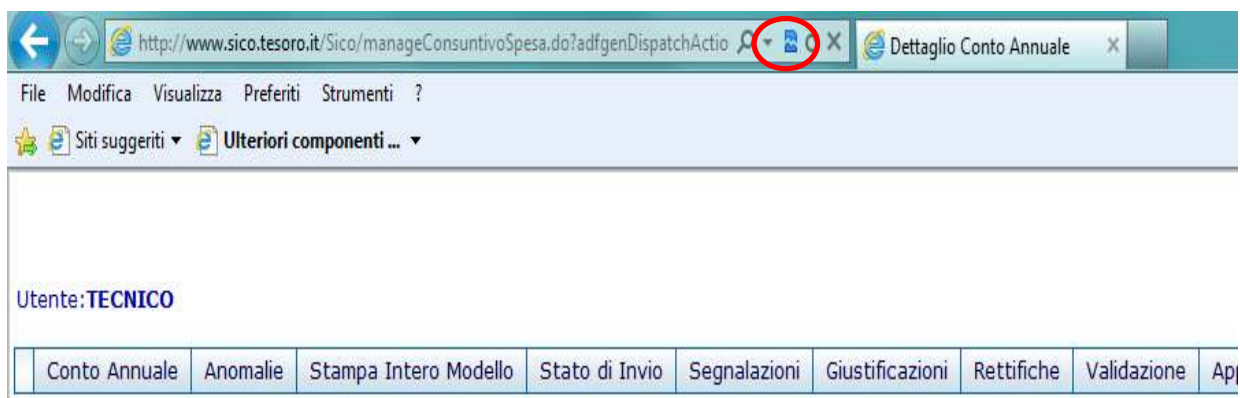 http://www.sico.tesoro.it/Sico/manageConsuntivoSpesa.do?adfgenDispatchActio
Dettaglio Conto Annuale
File Modifica Visualizza Preferiti Strumenti ?
Siti suggeriti Ulteriori componenti ...
Utente:TECNICO
Conto Annuale Anomalie Stampa Intero Modello Stato di Invio Segnalazioni Giustificazioni Rettifiche Validazione App